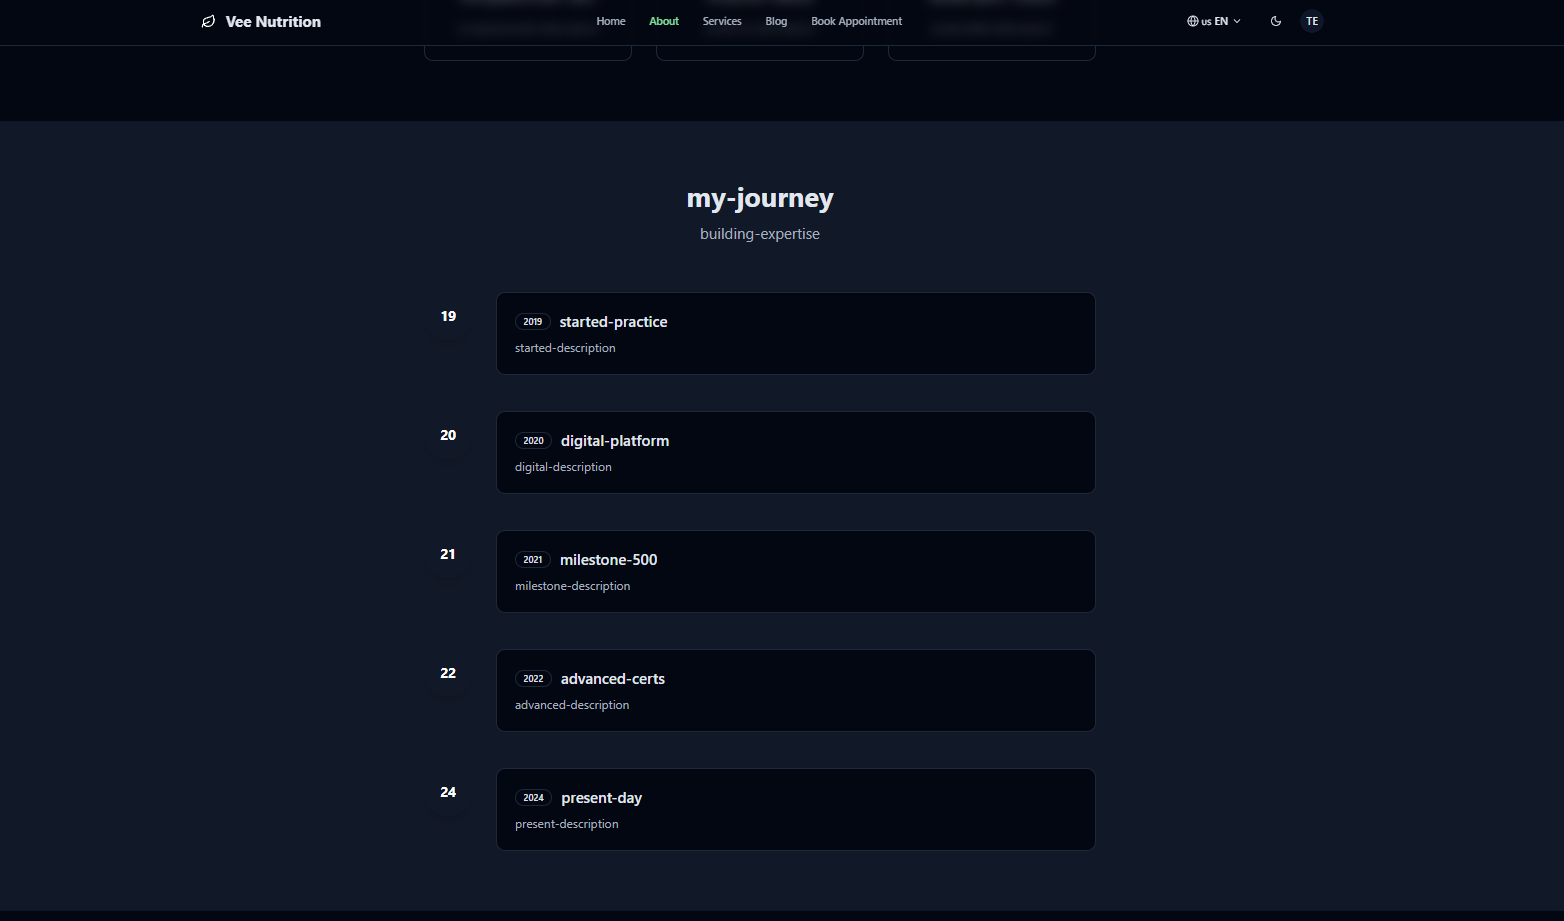 Vee Nutrition
Home About Services Blog Book Appointment
us EN
TE
my-journey
building-expertise
19
2019 started-practice
started-description
20
2020 digital-platform
digital-description
21
2021 milestone-500
milestone-description
22
2022 advanced-certs
advanced-description
24
2024 present-day
present-description